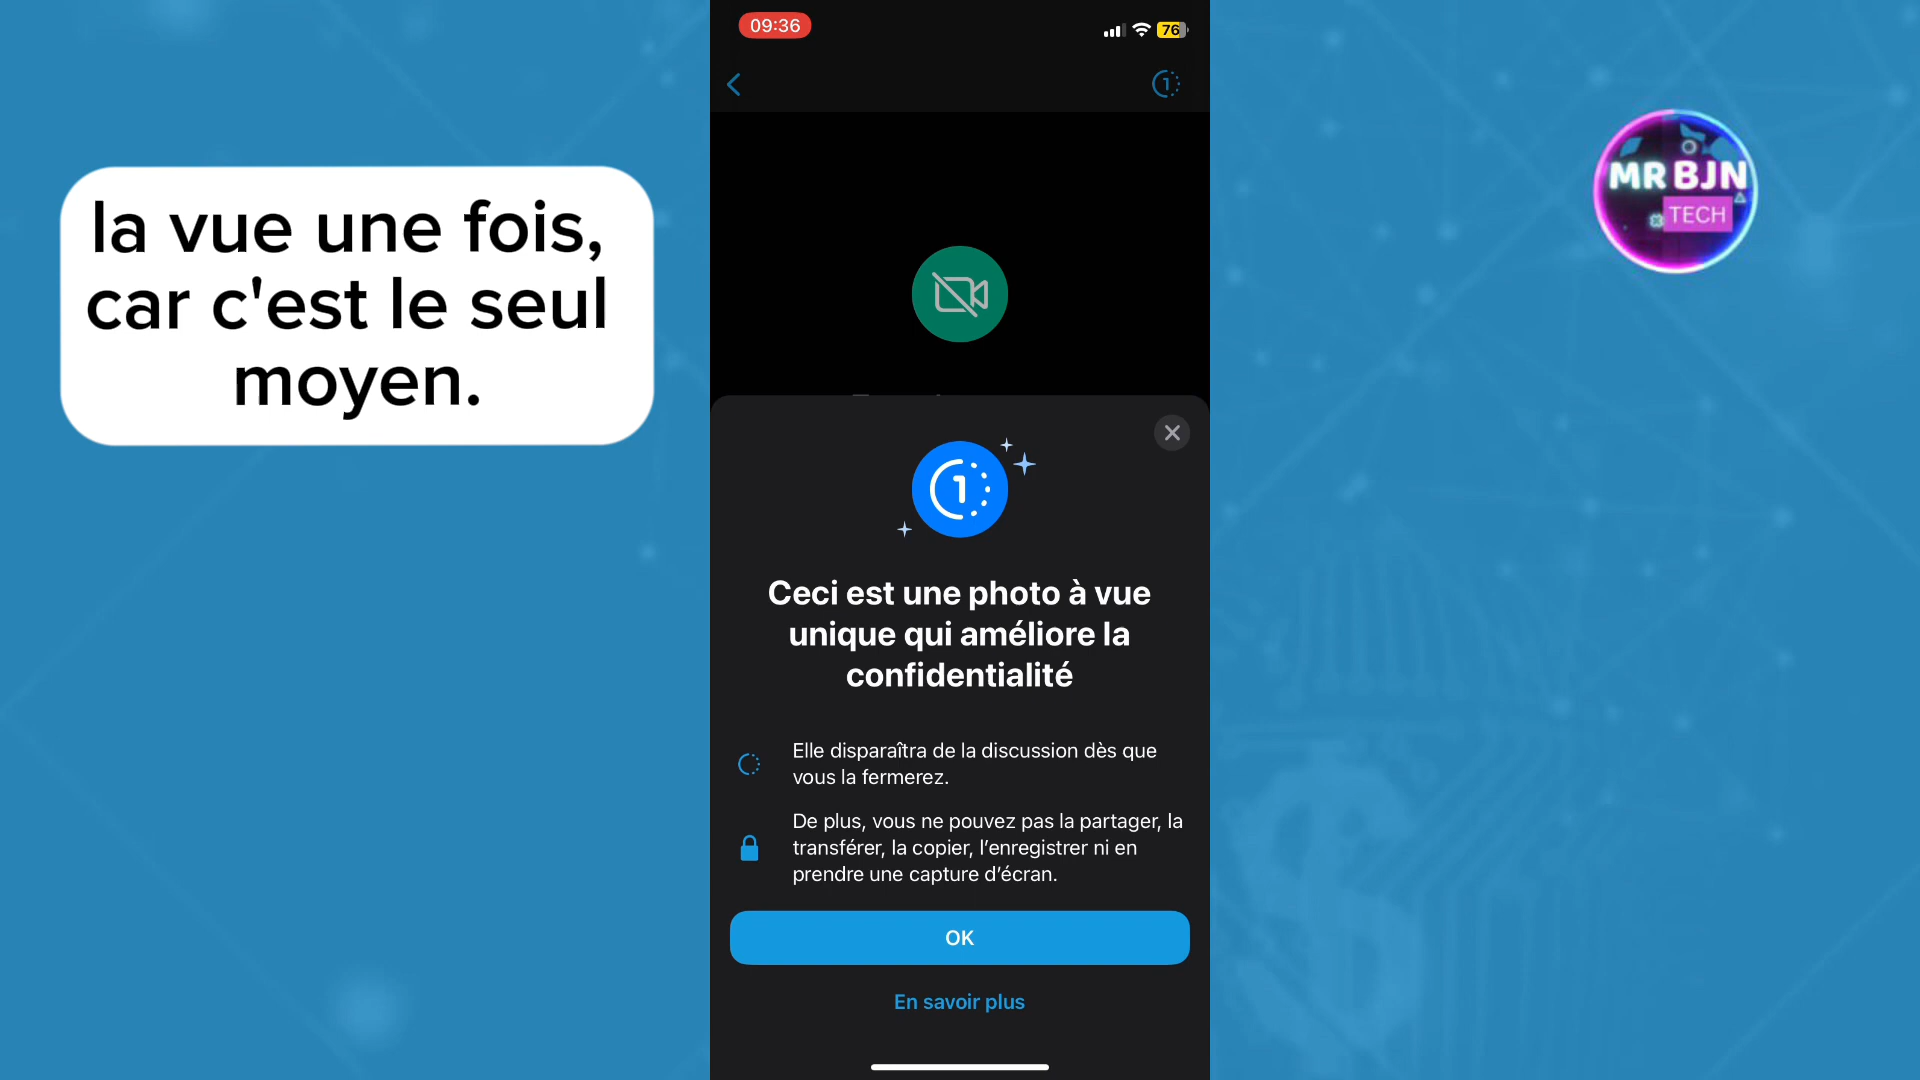 la vue une fois,
car c'est le seul
moyen.
09:36
76
1
1
Ceci est une photo à vue
unique qui améliore la
confidentialité
Elle disparaîtra de la discussion dès que
vous la fermerez.
De plus, vous ne pouvez pas la partager, la
transférer, la copier, l’enregistrer ni en
prendre une capture d’écran.
OK
En savoir plus
MR BJN
TECH